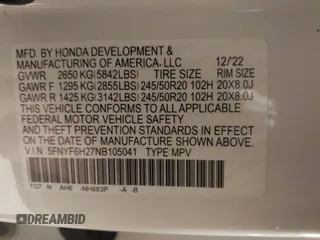 MFD. BY HONDA DEVELOPMENT &
MANUFACTURING OF AMERICA, LLC 12/22
GVWR 2650 KG(5842LBS) TIRE SIZE RIM SIZE
GAWR F 1295 KG(2855LBS) 245/50R20 102H 20X8.0J
GAWR R 1425 KG(3142LBS) 245/50R20 102H 20X8.0J
THIS VEHICLE CONFORMS TO ALL APPLICABLE
FEDERAL MOTOR VEHICLE SAFETY AND
THEFT PREVENTION STANDARDS IN EFFECT
ON THE DATE OF MANUFACTURE SHOWN ABOVE.
V.I.N. 5FNYF6H27NB105041 TYPE MPV
NH883P -A -B
DREAMBID